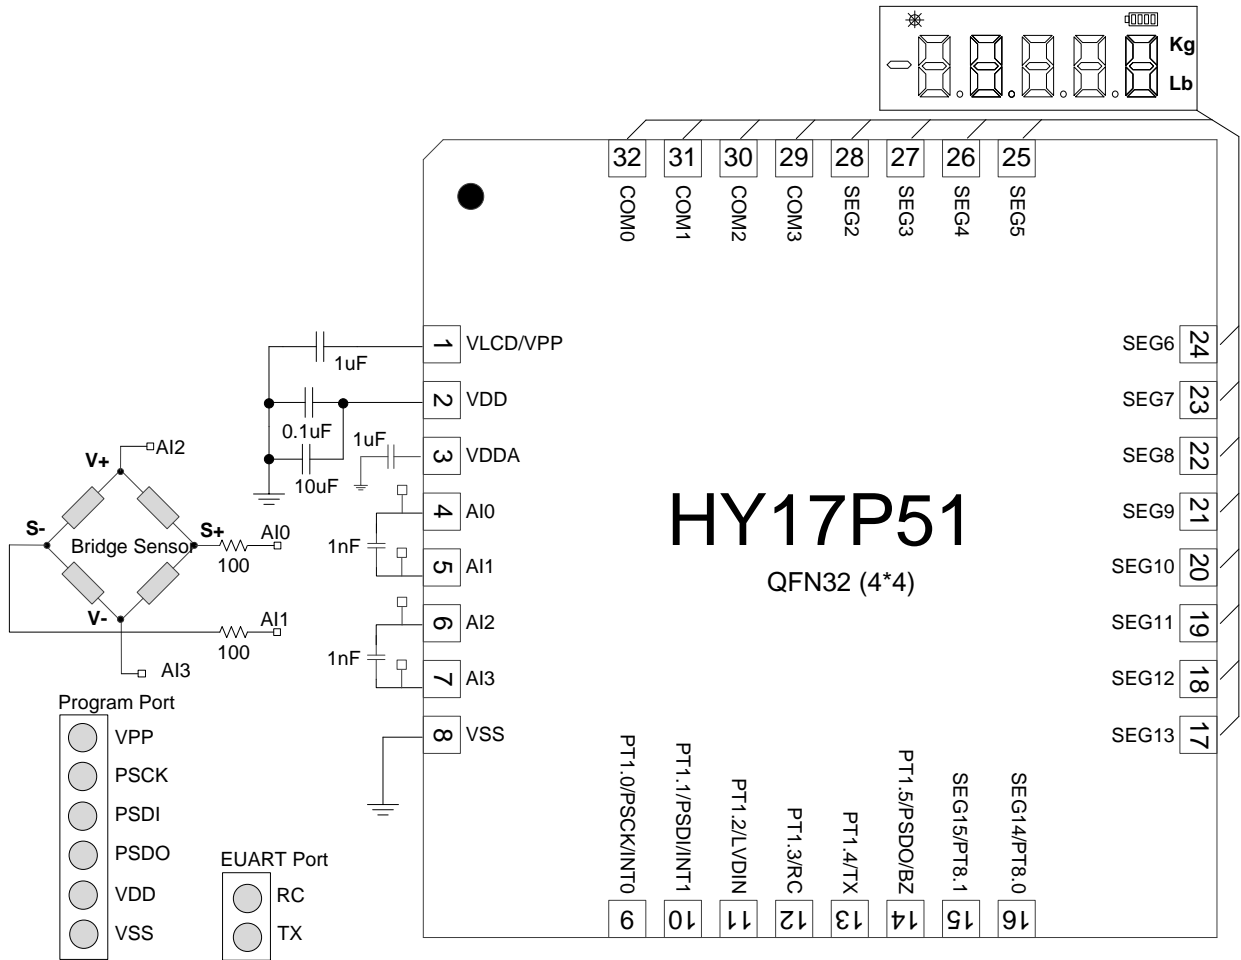 Kg
Lb
32 31 30 29 28 27 26 25
COM0 COM1 COM2 COM3 SEG2 SEG3 SEG4 SEG5
1uF
1 VLCD/VPP
2 VDD
0.1uF
10uF
1uF
3 VDDA
4 AI0
1nF
5 AI1
6 AI2
1nF
7 AI3
8 VSS
HY17P51
QFN32 (4*4)
SEG6 24
SEG7 23
SEG8 22
SEG9 21
SEG10 20
SEG11 19
SEG12 18
SEG13 17
AI2
V+
S-
S+
AI0
Bridge Sensor
100
V-
AI1
100
AI3
Program Port
VPP
PSCK
PSDI
PSDO
VDD
VSS
EUART Port
RC
TX
PT1.0/PSCK/INT0
PT1.1/PSDI/INT1
PT1.2/LVDIN
PT1.3/RC
PT1.4/TX
PT1.5/PSDO/BZ
SEG15/PT8.1
SEG14/PT8.0
9 10 11 12 13 14 15 16